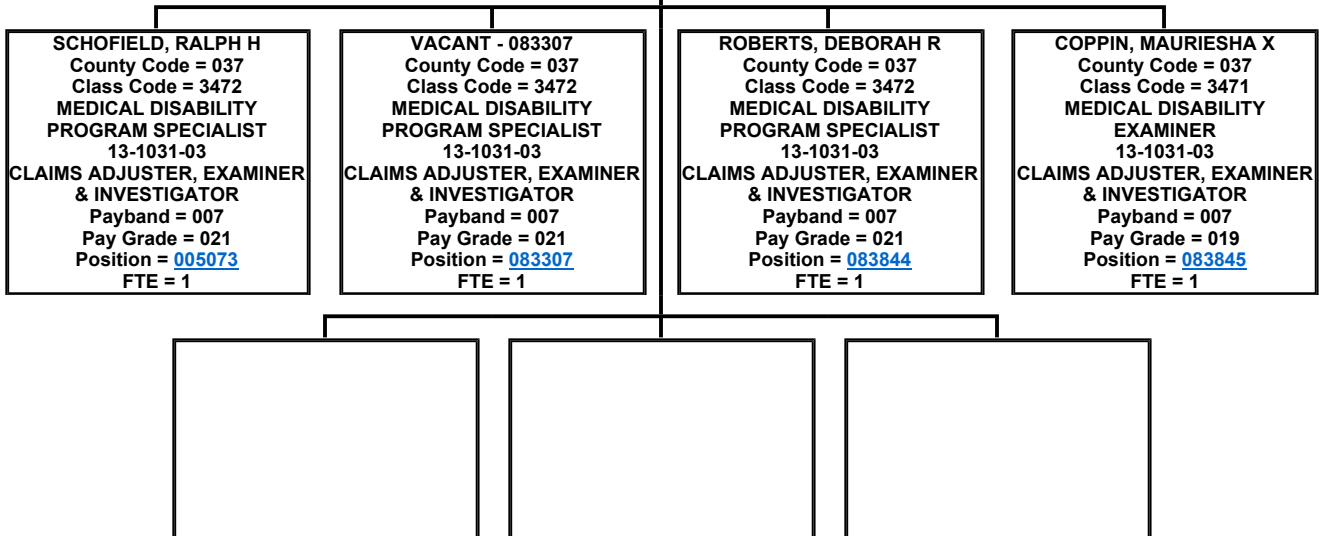 SCHOFIELD, RALPH H
County Code = 037
Class Code = 3472
MEDICAL DISABILITY
PROGRAM SPECIALIST
13-1031-03
CLAIMS ADJUSTER, EXAMINER
& INVESTIGATOR
Payband = 007
Pay Grade = 021
Position = 005073
FTE = 1
VACANT - 083307
County Code = 037
Class Code = 3472
MEDICAL DISABILITY
PROGRAM SPECIALIST
13-1031-03
CLAIMS ADJUSTER, EXAMINER
& INVESTIGATOR
Payband = 007
Pay Grade = 021
Position = 083307
FTE = 1
ROBERTS, DEBORAH R
County Code = 037
Class Code = 3472
MEDICAL DISABILITY
PROGRAM SPECIALIST
13-1031-03
CLAIMS ADJUSTER, EXAMINER
& INVESTIGATOR
Payband = 007
Pay Grade = 021
Position = 083844
FTE = 1
COPPIN, MAURIESHA X
County Code = 037
Class Code = 3471
MEDICAL DISABILITY
EXAMINER
13-1031-03
CLAIMS ADJUSTER, EXAMINER
& INVESTIGATOR
Payband = 007
Pay Grade = 019
Position = 083845
FTE = 1